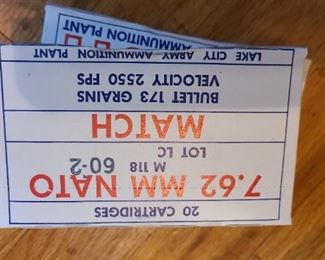 20 CARTRIDGES
7.62 MM NATO
M 118 60-2
LOT LC
MATCH
BULLET 173 GRAINS
VELOCITY 2550 FPS
LAKE CITY ARMY AMMUNITION PLANT
AMMUNITION PLANT